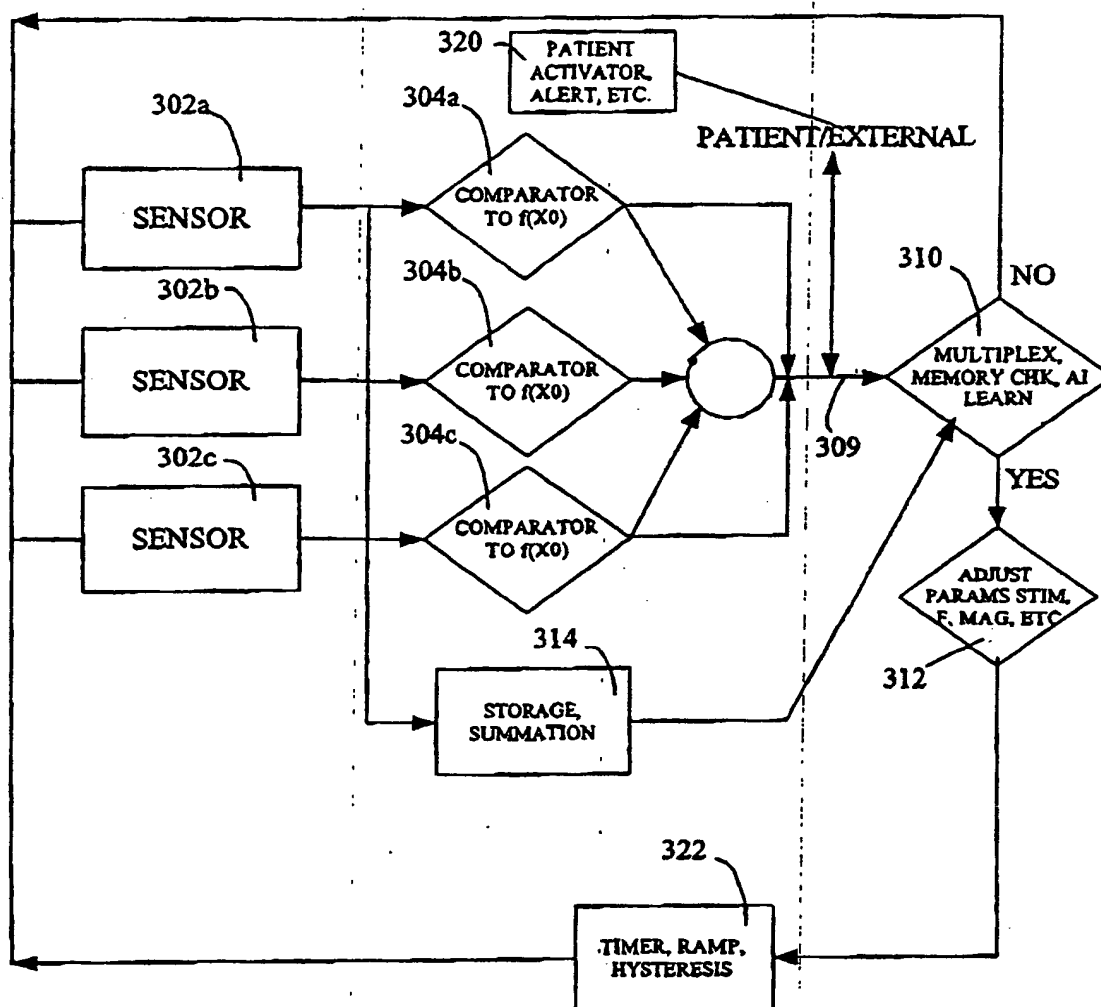 320
PATIENT
ACTIVATOR,
ALERT, ETC.
302a
304a
PATIENT/EXTERNAL
SENSOR
COMPARATOR
TO f(X0)
310
NO
302b
304b
SENSOR
COMPARATOR
TO f(X0)
MULTIPLEX,
MEMORY CHK, AI
LEARN
309
302c
304c
YES
SENSOR
COMPARATOR
TO f(X0)
ADJUST
PARAMS STIM,
F, MAG, ETC
312
314
STORAGE,
SUMMATION
322
TIMER, RAMP,
HYSTERESIS